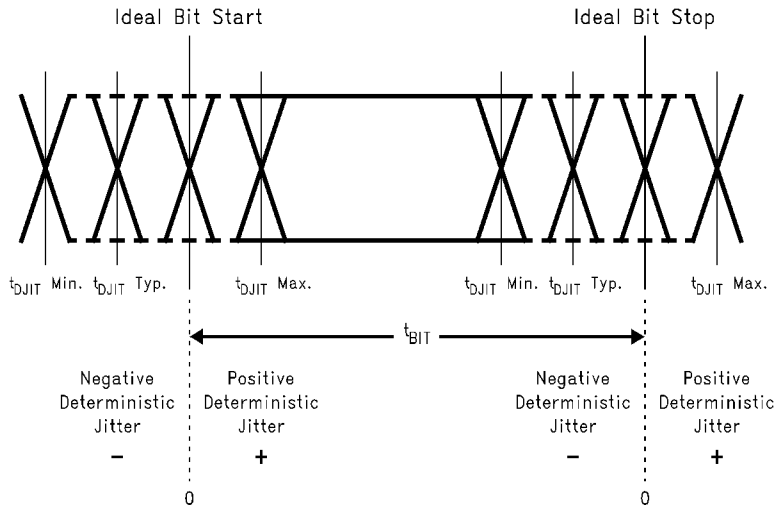 Ideal Bit Start
Ideal Bit Stop
tDJIT Min.
tDJIT Typ.
tDJIT Max.
tDJIT Min.
tDJIT Typ.
tDJIT Max.
tBIT
Negative
Deterministic
Jitter
−
Positive
Deterministic
Jitter
+
Negative
Deterministic
Jitter
−
Positive
Deterministic
Jitter
+
0
0